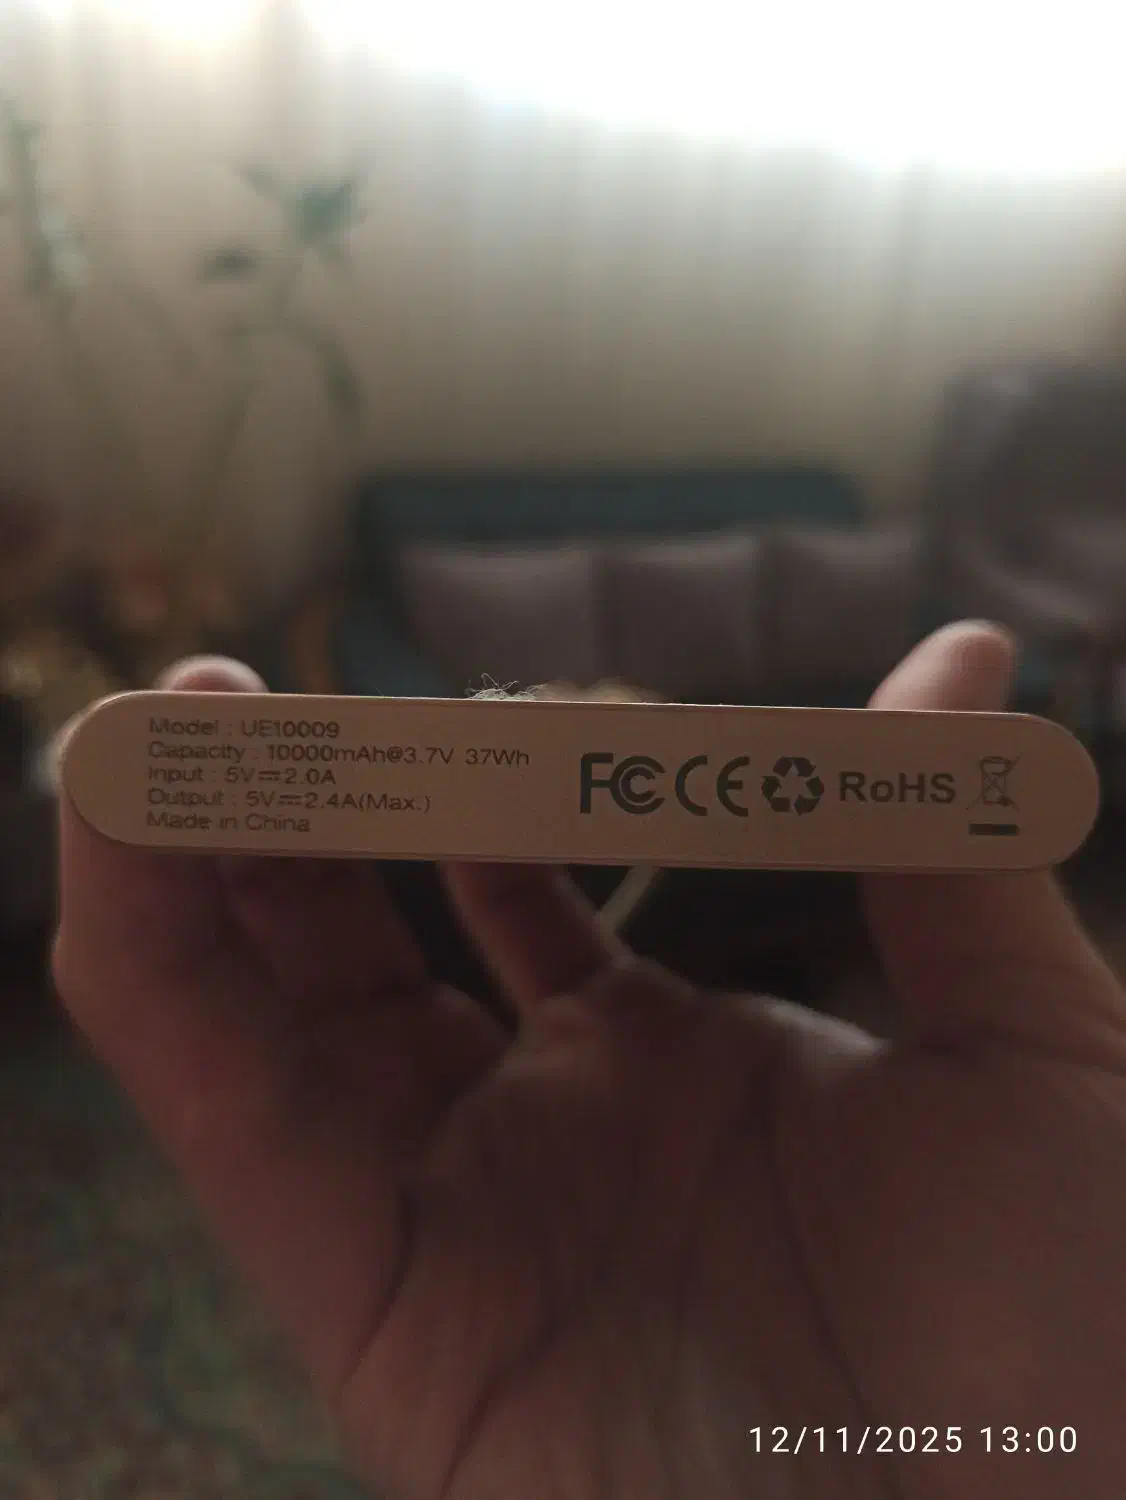 Model : UE10009
Capacity : 10000mAh@3.7V 37Wh
Input : 5V⎓2.0A
Output : 5V⎓2.4A(Max.)
Made in China
FC CE RoHS
12/11/2025 13:00